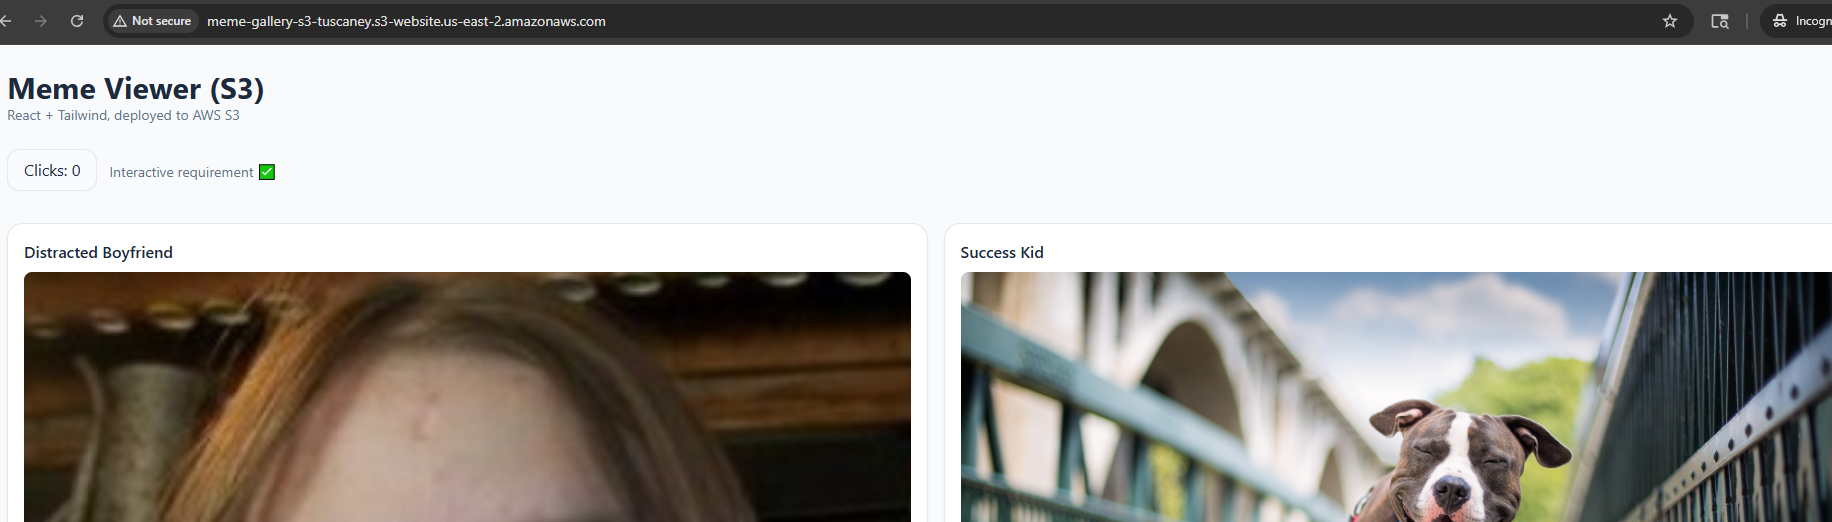 Not secure
meme-gallery-s3-tuscaney.s3-website.us-east-2.amazonaws.com
Incogn
Meme Viewer (S3)
React + Tailwind, deployed to AWS S3
Clicks: 0
Interactive requirement ✅
Distracted Boyfriend
Success Kid